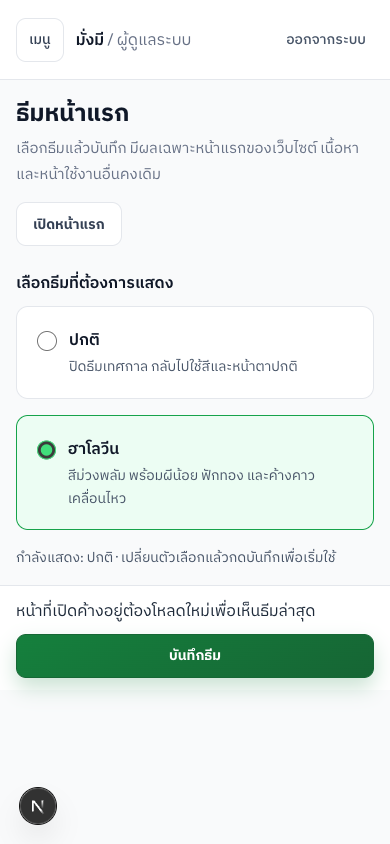 เมนู
มั่งมี / ผู้ดูแลระบบ
ออกจากระบบ
ธีมหน้าแรก
เลือกธีมแล้วบันทึก มีผลเฉพาะหน้าแรกของเว็บไซต์ เนื้อหา
และหน้าใช้งานอื่นคงเดิม
เปิดหน้าแรก
เลือกธีมที่ต้องการแสดง
ปกติ
ปิดธีมเทศกาล กลับไปใช้สีและหน้าตาปกติ
ฮาโลวีน
สีม่วงพลัม พร้อมผีน้อย ฟักทอง และค้างคาว
เคลื่อนไหว
กำลังแสดง: ปกติ · เปลี่ยนตัวเลือกแล้วกดบันทึกเพื่อเริ่มใช้
หน้าที่เปิดค้างอยู่ต้องโหลดใหม่เพื่อเห็นธีมล่าสุด
บันทึกธีม
N